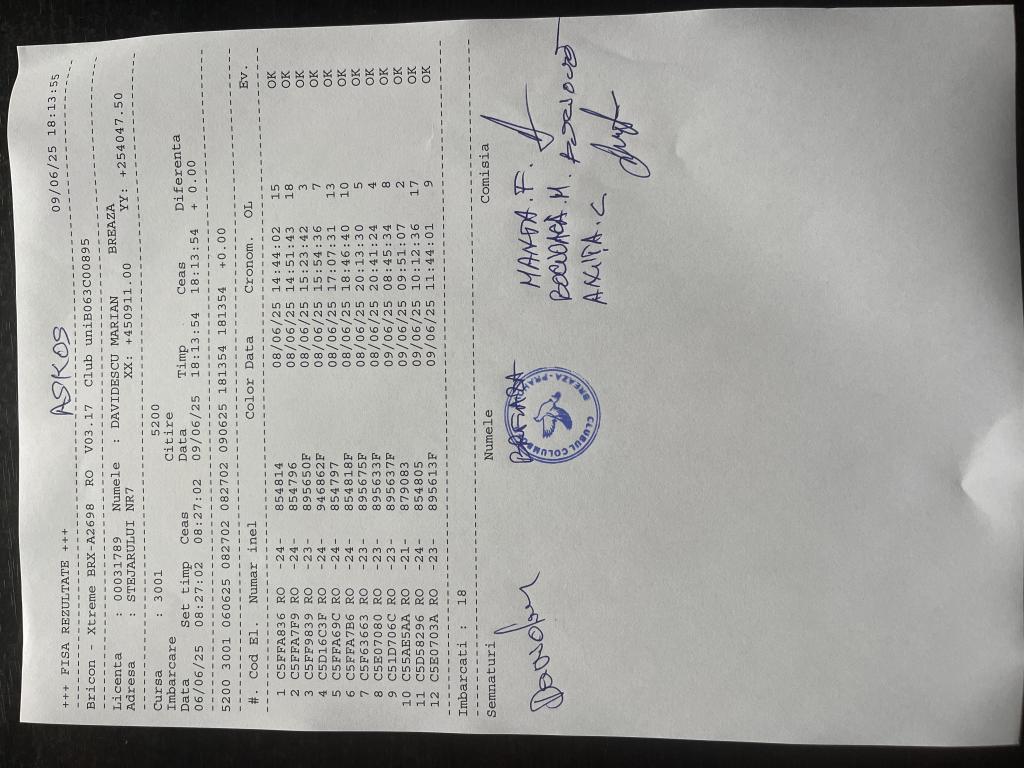 ASKOS
+++ FISA REZULTATE +++ 09/06/25 18:13:55
Bricon - Xtreme BRX-A2698 RO V03.17 Club uniB063C00895
Licenta : 00031789 Numele : DAVIDESCU MARIAN BREAZA
Adresa : STEJARULUI NR7 XX: +450911.00 YY: +254047.50
Cursa : 3001 5200
Imbarcare Citire
Data Set timp Ceas Data Timp Ceas Diferenta
06/06/25 08:27:02 08:27:02 09/06/25 18:13:54 18:13:54 + 0.00
5200 3001 060625 082702 082702 090625 181354 181354 +0.00
#. Cod El. Numar inel Color Data Cronom. OL Ev.
1 C5FFA836 RO -24- 854814 08/06/25 14:44:02 15 OK
2 C5FFA7F9 RO -24- 854796 08/06/25 14:51:43 18 OK
3 C5FF9839 RO -23- 895650F 08/06/25 15:23:42 3 OK
4 C5D16C3F RO -24- 946862F 08/06/25 15:54:36 7 OK
5 C5FFA69C RO -24- 854797 08/06/25 17:07:31 13 OK
6 C5FFA7B6 RO -24- 854818F 08/06/25 18:46:40 10 OK
7 C5F63663 RO -23- 895675F 08/06/25 20:13:30 5 OK
8 C5E07080 RO -23- 895633F 08/06/25 20:41:24 4 OK
9 C51D706C RO -23- 895637F 09/06/25 08:45:34 8 OK
10 C55AE5AA RO -21- 879083 09/06/25 09:51:07 2 OK
11 C5D58296 RO -24- 854805 09/06/25 10:12:36 17 OK
12 C5E0703A RO -23- 895613F 09/06/25 11:44:01 9 OK
Imbarcati : 18
Semnaturi Numele Comisia
BREAZA
MANTA.F.
CLUBUL COLUMBO
BREAZA-PRAHOVA